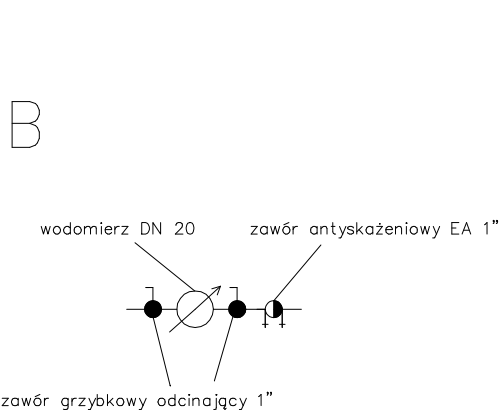 B
wodomierz DN 20
zawór antyskażeniowy EA 1"
zawór grzybkowy odcinający 1"